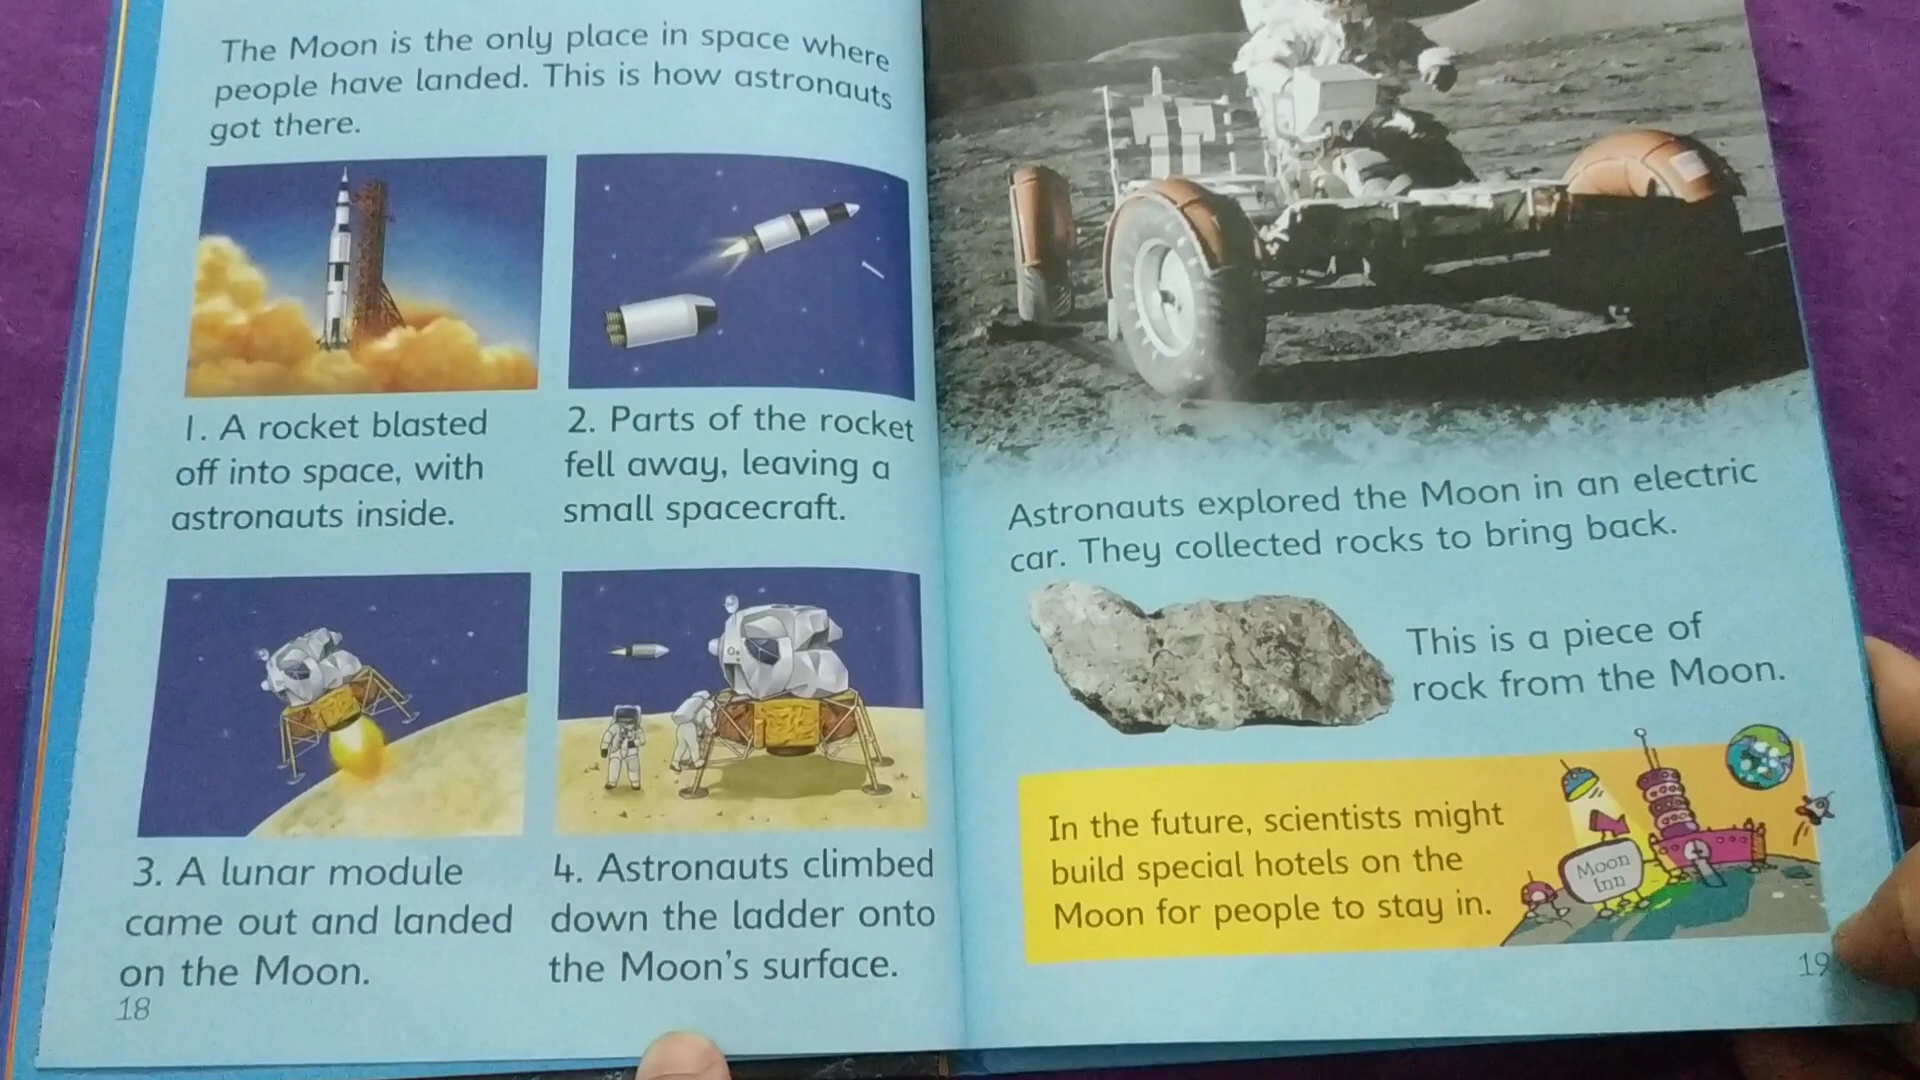 The Moon is the only place in space where
people have landed. This is how astronauts
got there.
1. A rocket blasted
off into space, with
astronauts inside.
2. Parts of the rocket
fell away, leaving a
small spacecraft.
3. A lunar module
came out and landed
on the Moon.
4. Astronauts climbed
down the ladder onto
the Moon's surface.
18
Astronauts explored the Moon in an electric
car. They collected rocks to bring back.
This is a piece of
rock from the Moon.
In the future, scientists might
build special hotels on the
Moon for people to stay in.
Moon
Inn
19